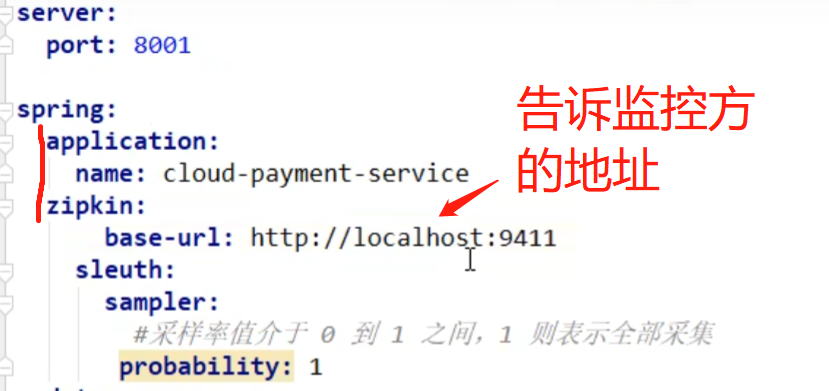 server:
port: 8001
spring:
application:
name: cloud-payment-service
zipkin:
base-url: http://localhost:9411
sleuth:
sampler:
#采样率值介于 0 到 1 之间，1 则表示全部采集
probability: 1
告诉监控方
的地址